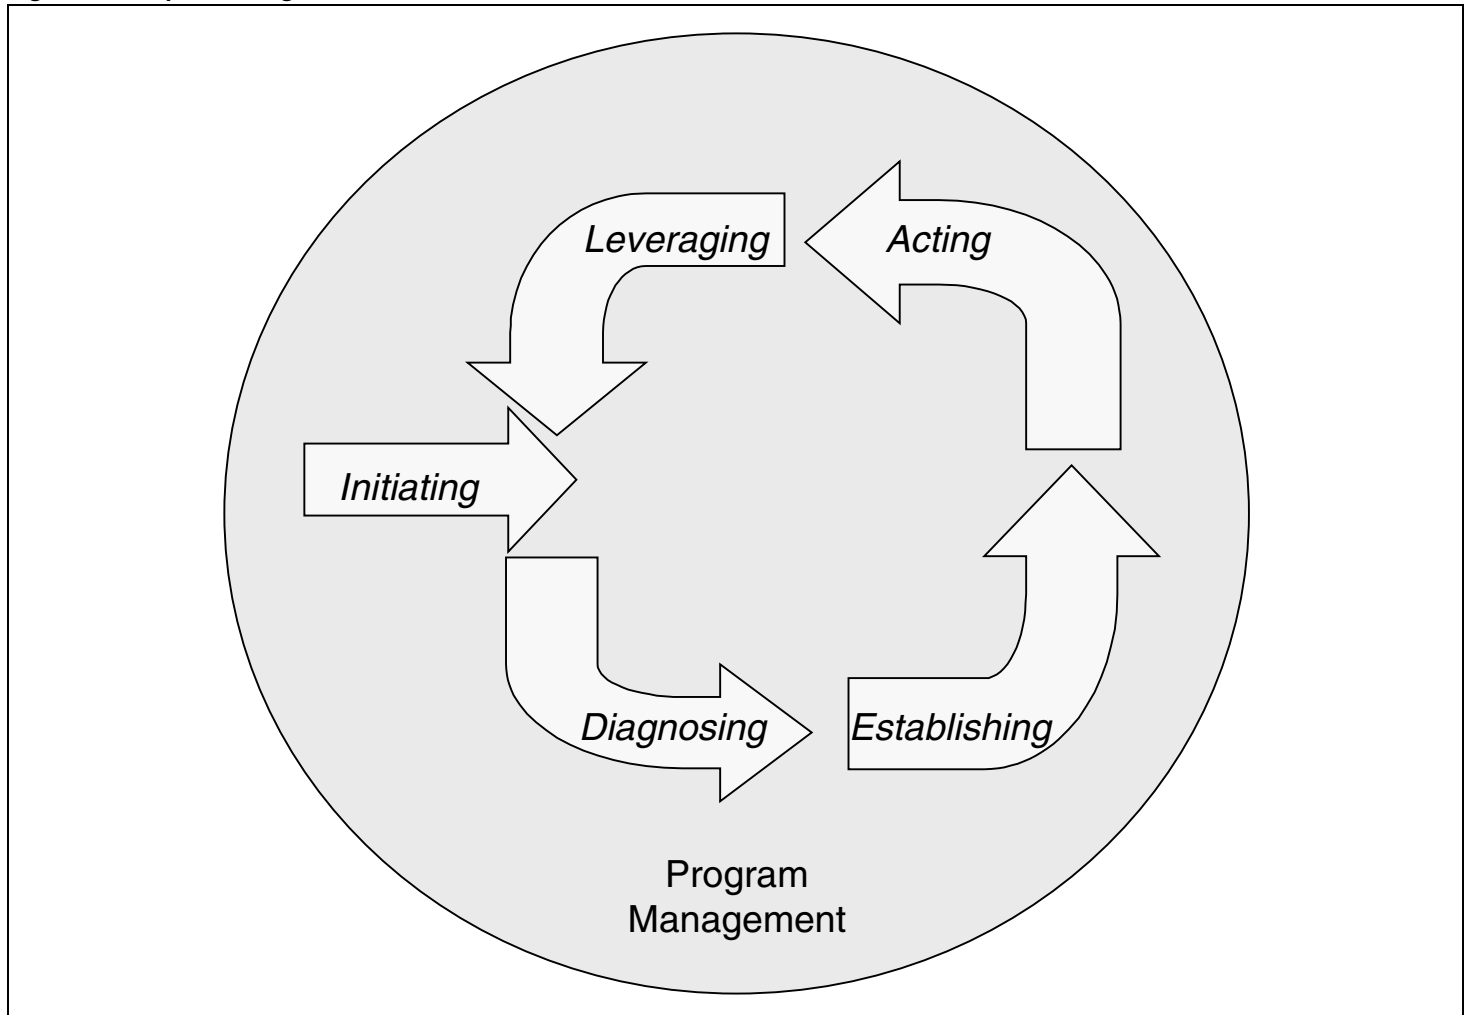 Leveraging
Acting
Initiating
Diagnosing
Establishing
Program
Management